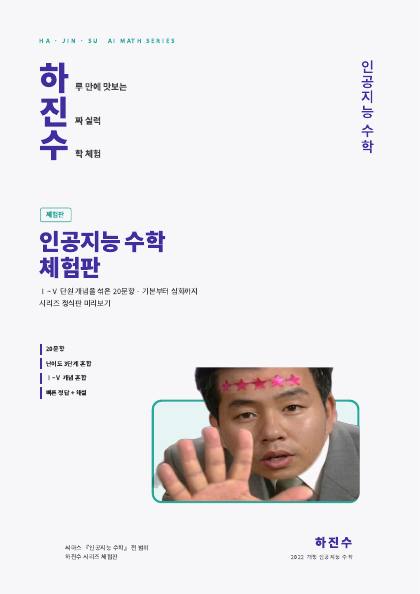 HA · JIN · SU AI MATH SERIES
하루 만에 맛보는
진짜 실력
수학 체험
인공지능 수학
체험판
인공지능 수학
체험판
Ⅰ~Ⅴ 단원 개념을 섞은 20문항 · 기본부터 심화까지
시리즈 정식판 미리보기
20문항
난이도 3단계 혼합
Ⅰ~Ⅴ 개념 혼합
빠른 정답 + 해설
『인공지능 수학』 전 범위
하진수 시리즈 체험판
하진수
2022 개정 인공지능 수학